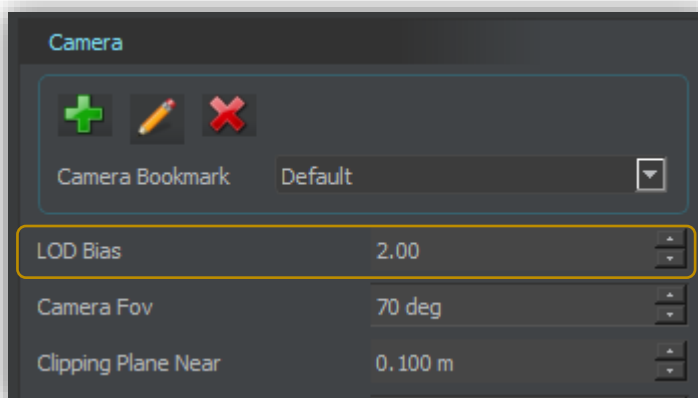 Camera
Camera Bookmark Default
LOD Bias 2.00
Camera Fov 70 deg
Clipping Plane Near 0.100 m